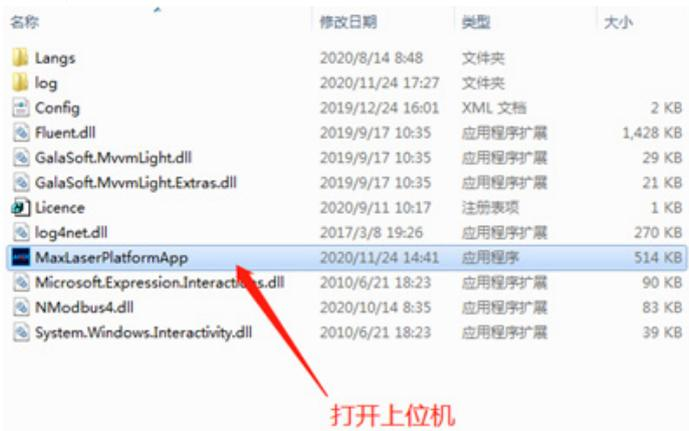 名称 修改日期 类型 大小
Langs 2020/8/14 8:48 文件夹
log 2020/11/24 17:27 文件夹
Config 2019/12/24 16:01 XML 文档 2 KB
Fluent.dll 2019/9/17 10:35 应用程序扩展 1,428 KB
GalaSoft.MvvmLight.dll 2019/9/17 10:35 应用程序扩展 29 KB
GalaSoft.MvvmLight.Extras.dll 2019/9/17 10:35 应用程序扩展 21 KB
Licence 2020/9/11 10:17 注册表项 1 KB
log4net.dll 2017/3/8 19:26 应用程序扩展 270 KB
MaxLaserPlatformApp 2020/11/24 14:41 应用程序 514 KB
Microsoft.Expression.Interactions.dll 2010/6/21 18:23 应用程序扩展 90 KB
NModbus4.dll 2020/10/14 8:35 应用程序扩展 83 KB
System.Windows.Interactivity.dll 2010/6/21 18:23 应用程序扩展 39 KB
打开上位机